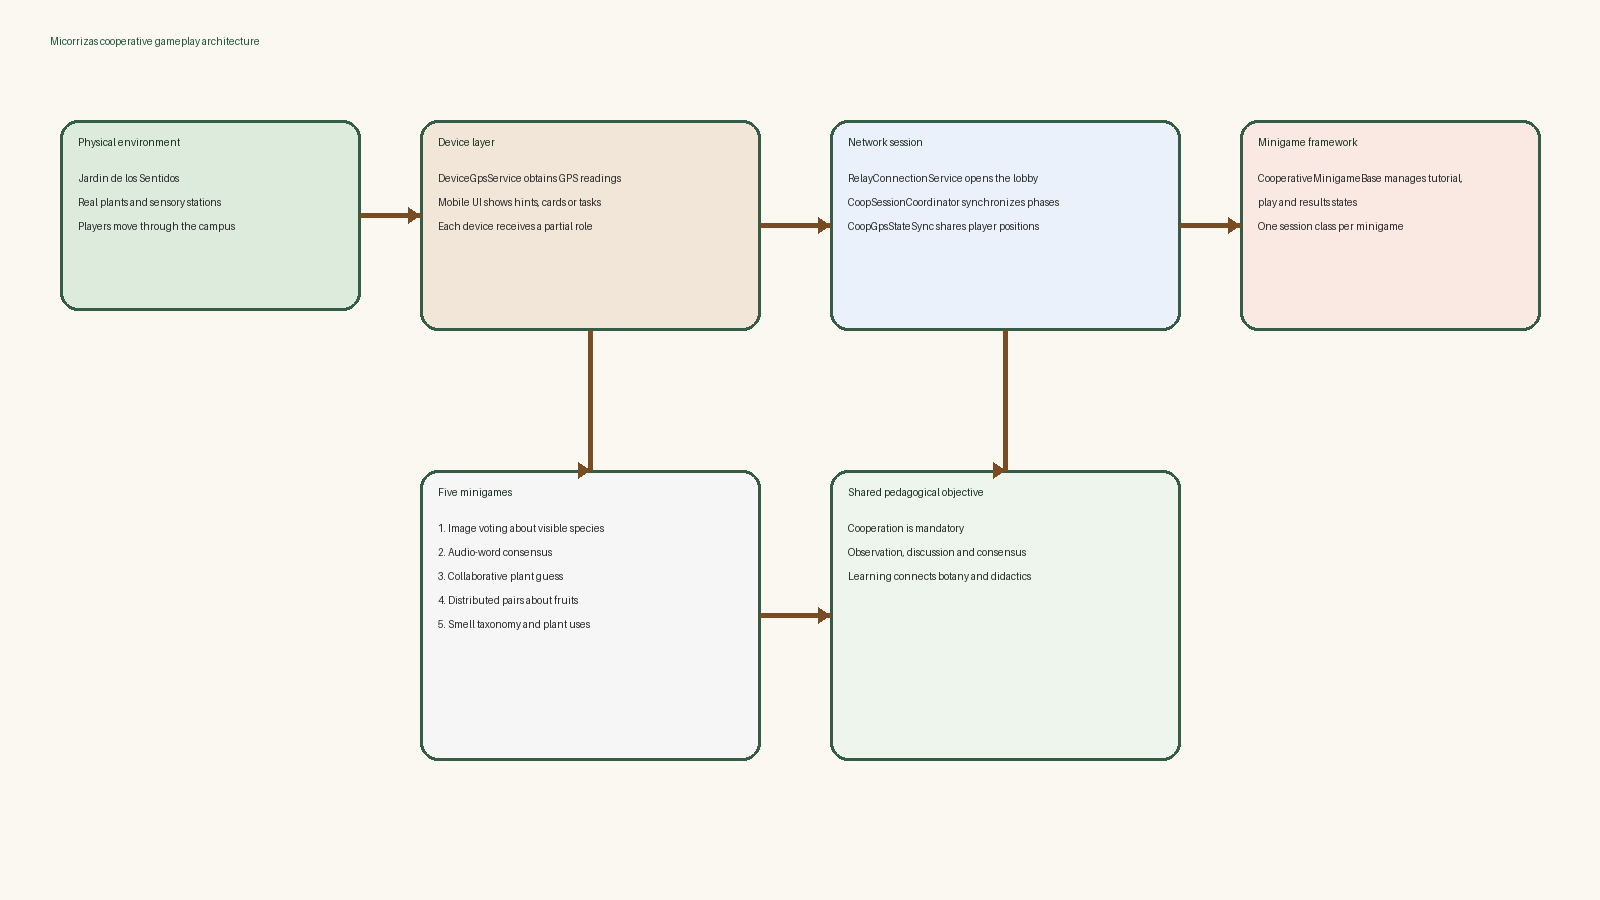 Micorrizas cooperative gameplay architecture
Physical environment
Jardin de los Sentidos
Real plants and sensory stations
Players move through the campus
Device layer
DeviceGpsService obtains GPS readings
Mobile UI shows hints, cards or tasks
Each device receives a partial role
Network session
RelayConnectionService opens the lobby
CoopSessionCoordinator synchronizes phases
CoopGpsStateSync shares player positions
Minigame framework
CooperativeMinigameBase manages tutorial,
play and results states
One session class per minigame
Five minigames
1. Image voting about visible species
2. Audio-word consensus
3. Collaborative plant guess
4. Distributed pairs about fruits
5. Smell taxonomy and plant uses
Shared pedagogical objective
Cooperation is mandatory
Observation, discussion and consensus
Learning connects botany and didactics